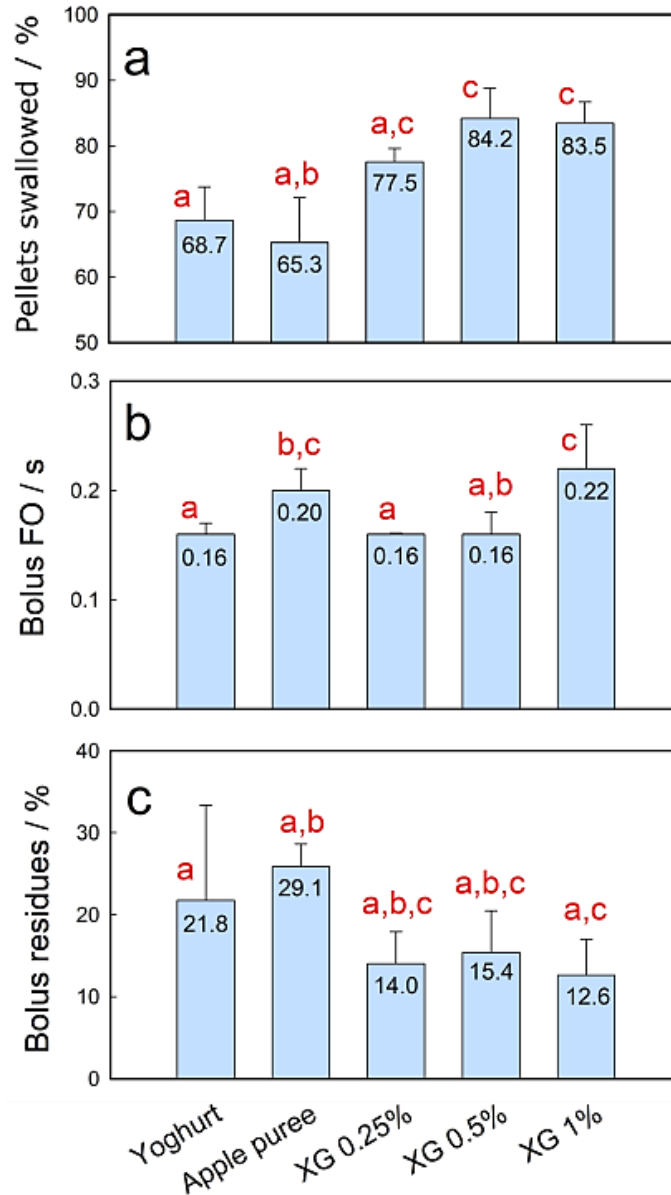 Pellets swallowed / %
100
90
80
70
60
50
a
a
a,b
a,c
c
c
68.7
65.3
77.5
84.2
83.5
Bolus FO / s
0.3
0.2
0.1
0.0
b
a
b,c
a
a,b
c
0.16
0.20
0.16
0.16
0.22
Bolus residues / %
40
30
20
10
0
c
a
a,b
a,b,c
a,b,c
a,c
21.8
29.1
14.0
15.4
12.6
Yoghurt
Apple puree
XG 0.25%
XG 0.5%
XG 1%